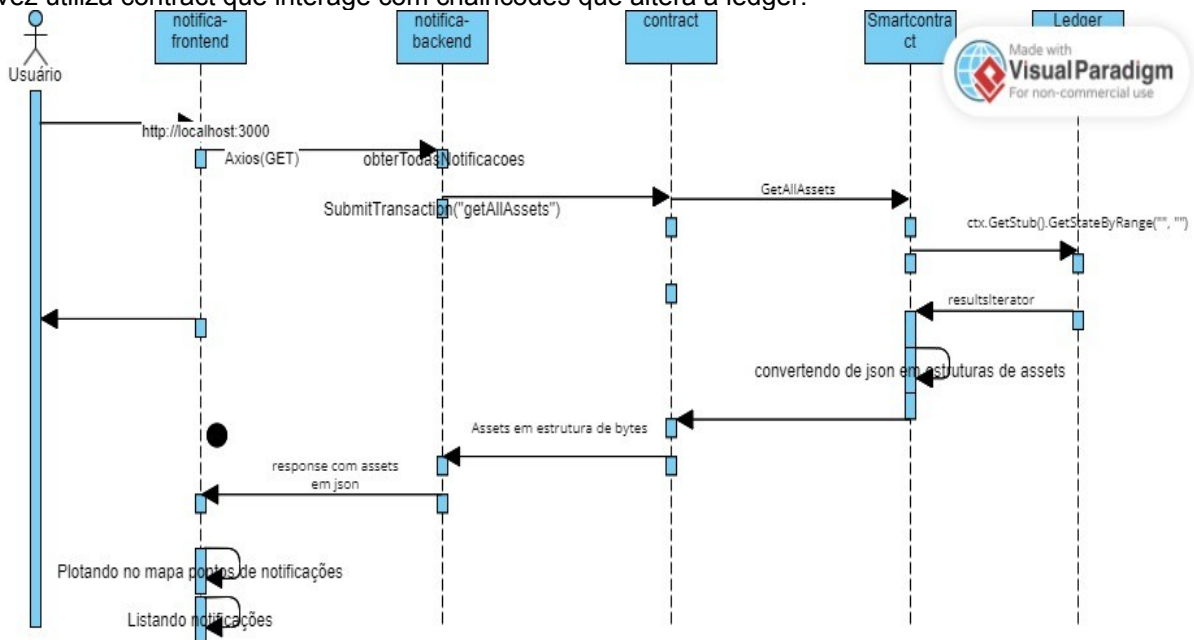 vez utiliza contract que interage com chaincodes que altera a ledger.
notifica-
frontend
notifica-
backend
contract
Smartcontra
ct
Ledger
Usuário
Made with
Visual Paradigm
For non-commercial use
http://localhost:3000
Axios(GET)
obterTodasNotificacoes
SubmitTransaction("getAllAssets")
GetAllAssets
ctx.GetStub().GetStateByRange("", "")
resultsIterator
convertendo de json em estruturas de assets
Assets em estrutura de bytes
response com assets
em json
Plotando no mapa pontos de notificações
Listando notificações